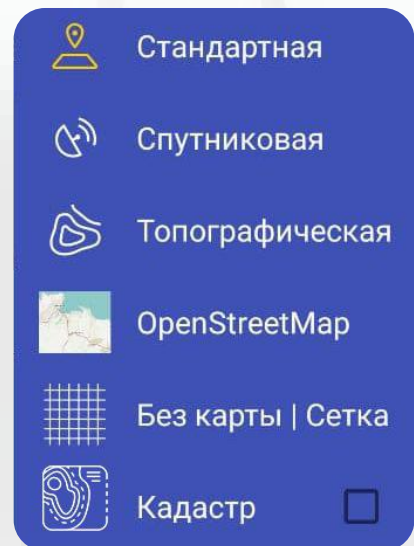 Стандартная
Спутниковая
Топографическая
OpenStreetMap
Без карты | Сетка
Кадастр